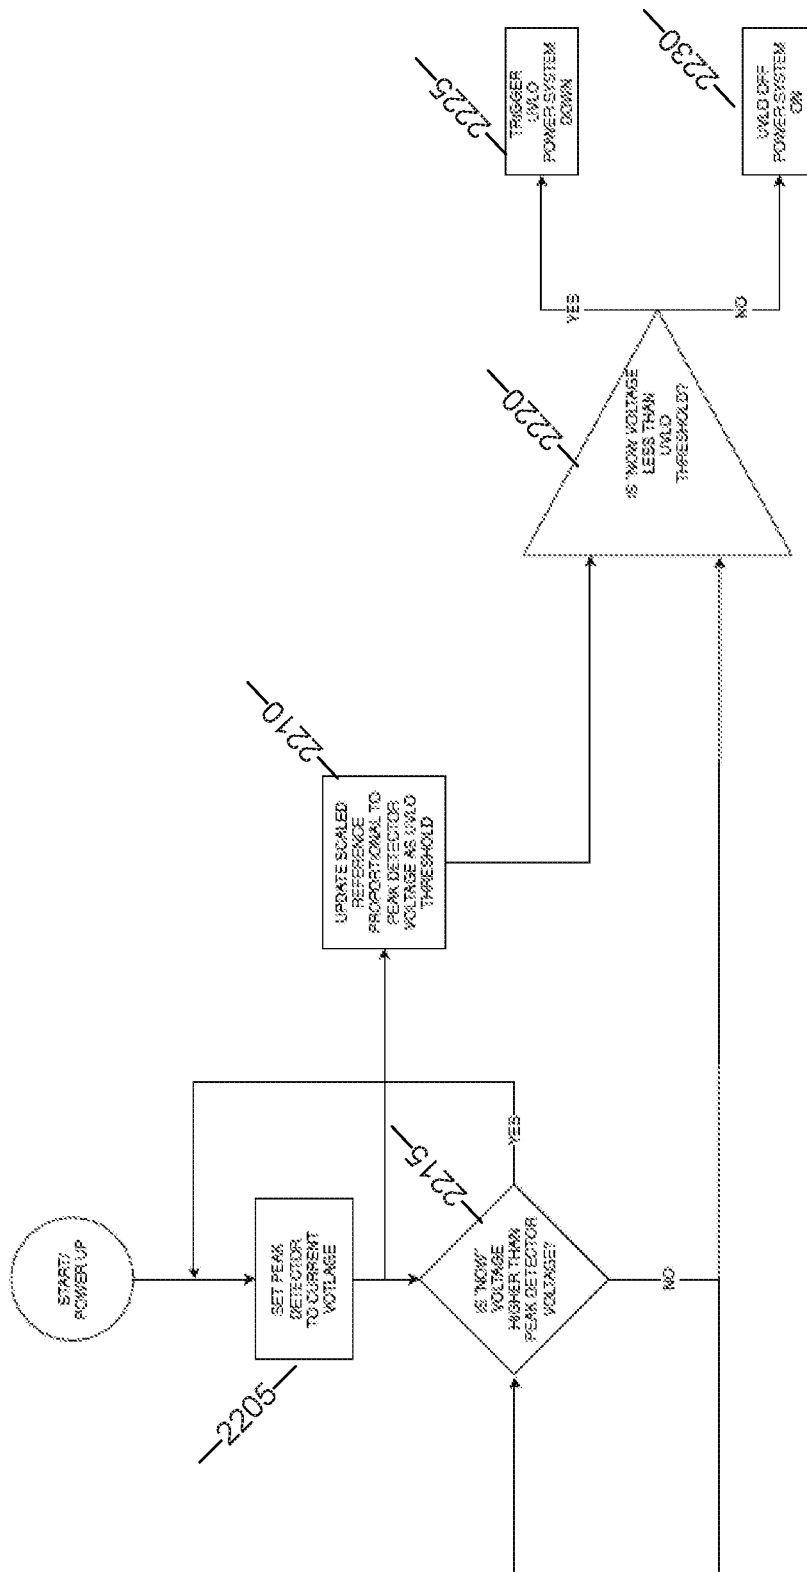 START/
POWER UP
2205
SET PEAK
DETECTOR
TO CURRENT
VOTLAGE
2215
IS 'NOW'
VOLTAGE
HIGHER THAN
PEAK DETECTOR
VOLTAGE?
YES
NO
2210
UPDATE SCALED
REFERENCE
PROPORTIONAL TO
PEAK DETECTOR
VOLTAGE AS UVLO
THRESHOLD
2220
IS 'NOW VOLTAGE
LESS THAN
UVLO
THRESHOLD?
YES
NO
2225
TRIGGER
UVLO
POWER SYSTEM
DOWN
2230
UVLO OFF
POWER SYSTEM
ON